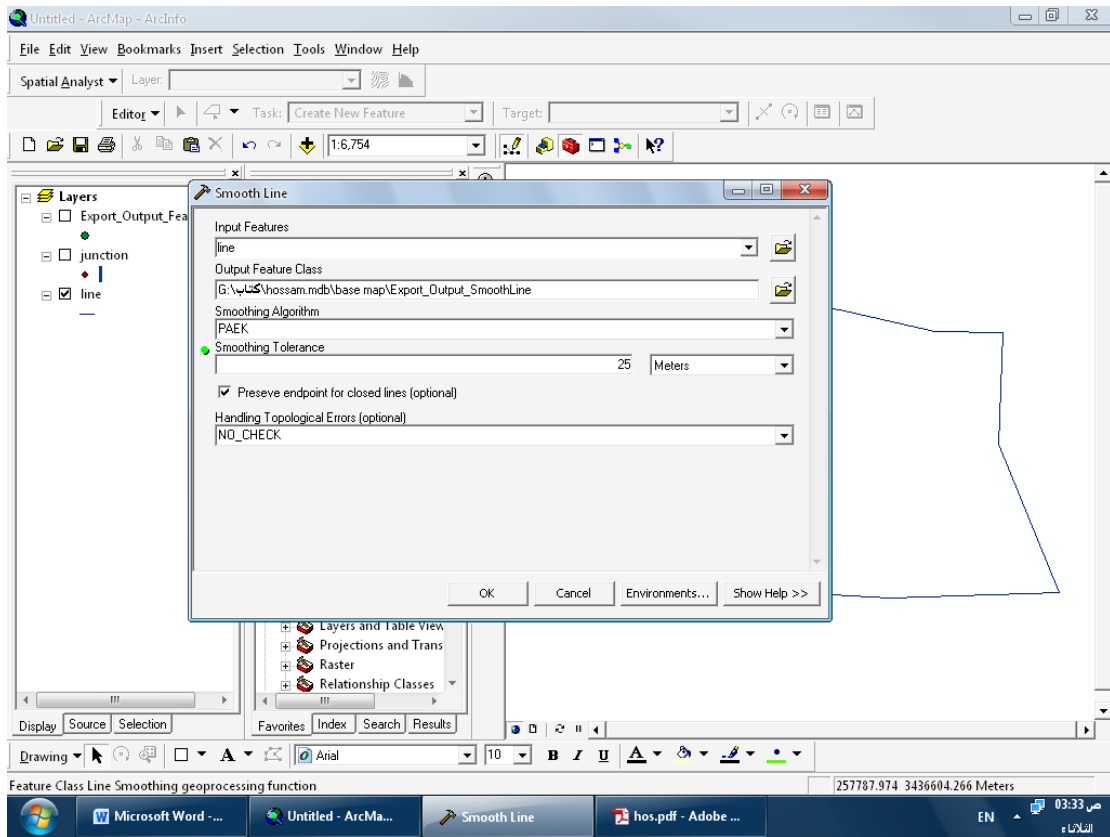 Untitled - ArcMap - ArcInfo
File Edit View Bookmarks Insert Selection Tools Window Help
Spatial Analyst Layer:
Editor Task: Create New Feature Target:
1:6,754
Layers
Export_Output_Fea
junction
line
Smooth Line
Input Features
line
Output Feature Class
G:\كتاب\hossam.mdb\base map\Export_Output_SmoothLine
Smoothing Algorithm
PAEK
Smoothing Tolerance
25 Meters
Preseve endpoint for closed lines (optional)
Handling Topological Errors (optional)
NO_CHECK
OK Cancel Environments... Show Help >>
Layers and Table View
Projections and Trans
Raster
Relationship Classes
Display Source Selection
Favorites Index Search Results
Drawing A Arial 10 B I U A
Feature Class Line Smoothing geoprocessing function
257787.974 3436604.266 Meters
Microsoft Word -... Untitled - ArcMa... Smooth Line hos.pdf - Adobe ... EN 03:33 ص
الثلاثاء